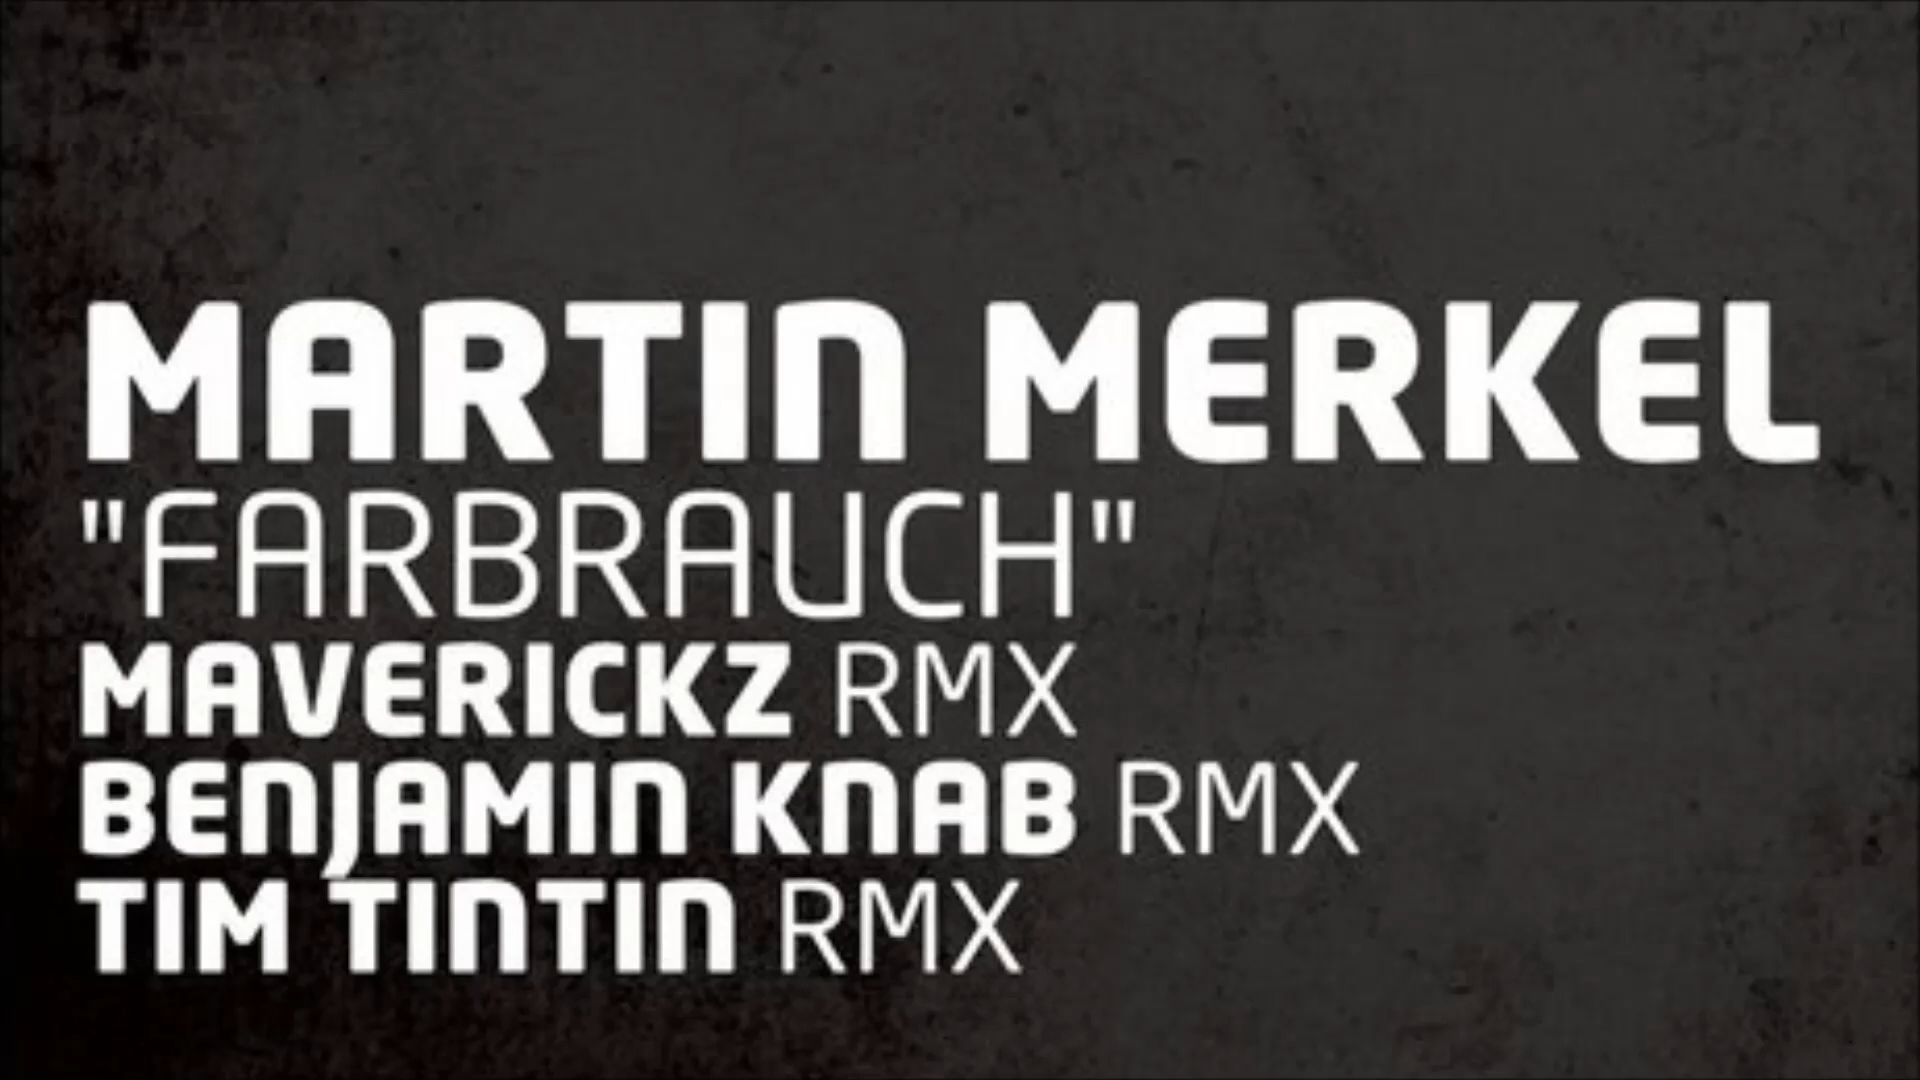 MARTIN MERKEL
"FARBRAUCH"
MAVERICKZ RMX
BENJAMIN KNAB RMX
TIM TINTIN RMX